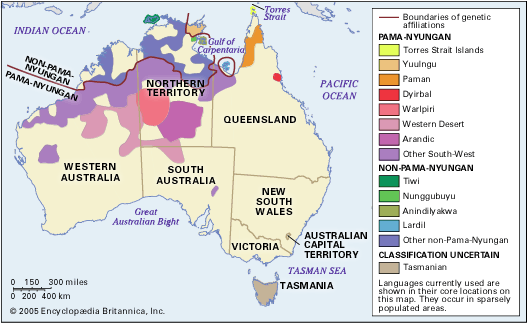 INDIAN OCEAN
Torres
Strait
Gulf of
Carpentaria
NON-PAMA-
NYUNGAN
PAMA-NYUNGAN
NORTHERN
TERRITORY
PACIFIC
OCEAN
QUEENSLAND
WESTERN
AUSTRALIA
SOUTH
AUSTRALIA
NEW
SOUTH
WALES
Great
Australian Bight
AUSTRALIAN
CAPITAL
TERRITORY
VICTORIA
TASMAN SEA
TASMANIA
0 150 300 miles
0 200 400 km
© 2005 Encyclopædia Britannica, Inc.
Boundaries of genetic
affiliations
PAMA-NYUNGAN
Torres Strait Islands
Yuulngu
Paman
Dyirbal
Warlpiri
Western Desert
Arandic
Other South-West
NON-PAMA-NYUNGAN
Tiwi
Nunggubuyu
Anindilyakwa
Lardil
Other non-Pama-Nyungan
CLASSIFICATION UNCERTAIN
Tasmanian
Languages currently used are
shown in their core locations on
this map. They occur in sparsely
populated areas.